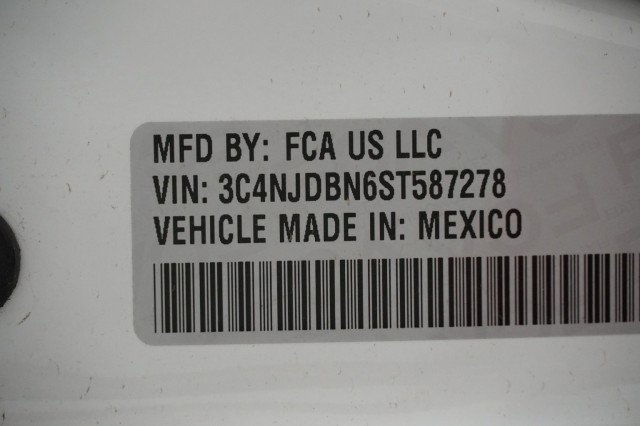 MFD BY: FCA US LLC
VIN: 3C4NJDBN6ST587278
VEHICLE MADE IN: MEXICO